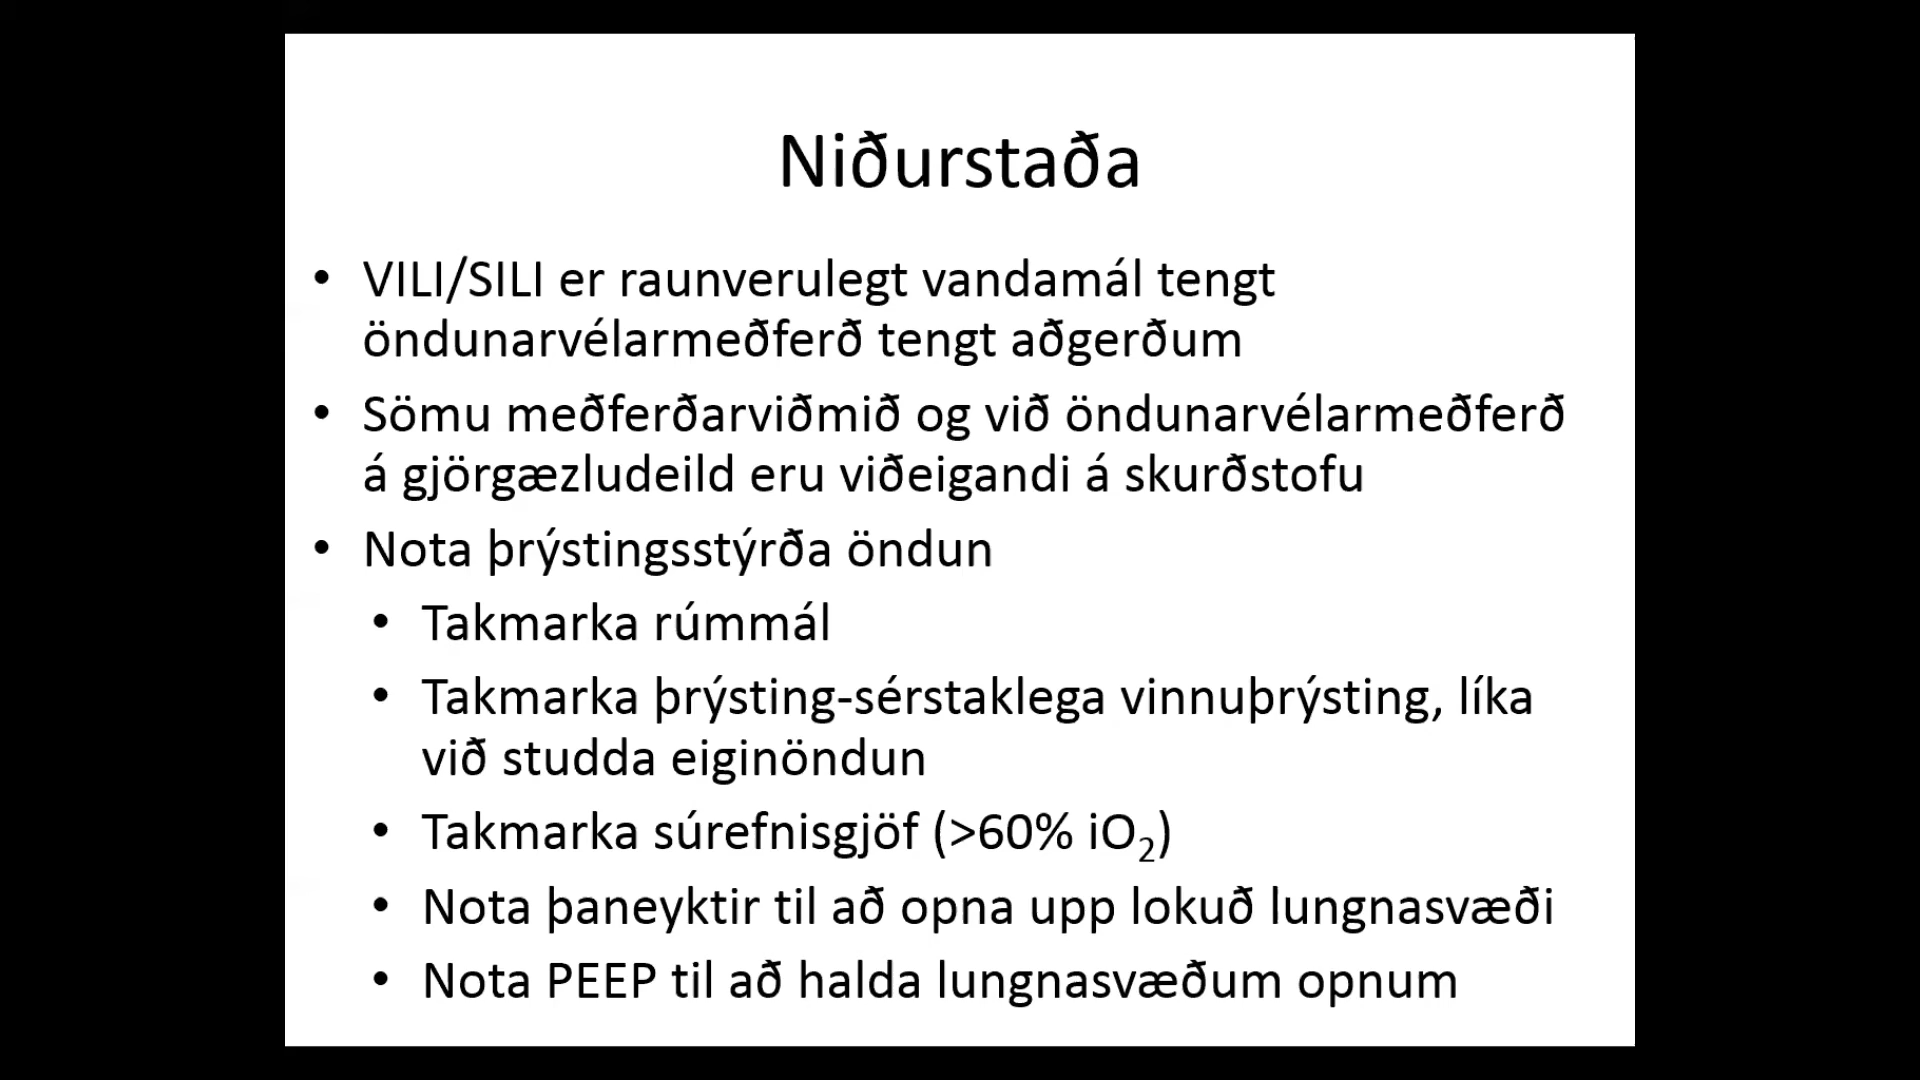 Niðurstaða
• VILI/SILI er raunverulegt vandamál tengt
öndunarvélarmeðferð tengt aðgerðum
• Sömu meðferðarviðmið og við öndunarvélarmeðferð
á gjörgæzludeild eru viðeigandi á skurðstofu
• Nota þrýstingsstýrða öndun
• Takmarka rúmmál
• Takmarka þrýsting-sérstaklega vinnuþrýsting, líka
við studda eiginöndun
• Takmarka súrefnisgjöf (>60% iO₂)
• Nota þaneyktir til að opna upp lokuð lungnasvæði
• Nota PEEP til að halda lungnasvæðum opnum